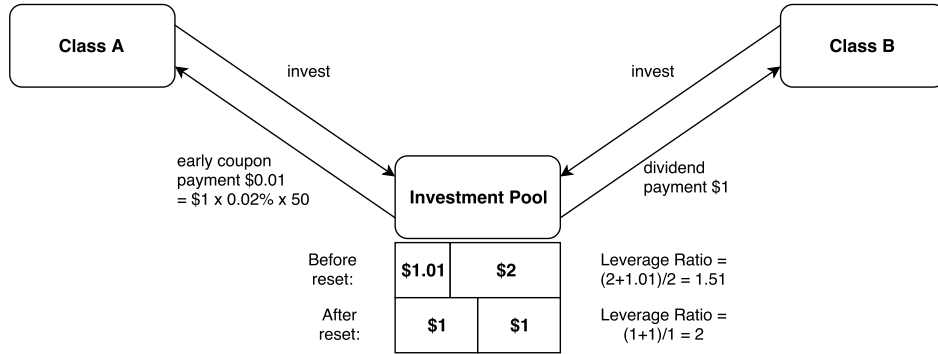 Class A
Class B
invest
invest
early coupon
payment $0.01
= $1 x 0.02% x 50
dividend
payment $1
Investment Pool
Before
reset:
$1.01
$2
Leverage Ratio =
(2+1.01)/2 = 1.51
After
reset:
$1
$1
Leverage Ratio =
(1+1)/1 = 2